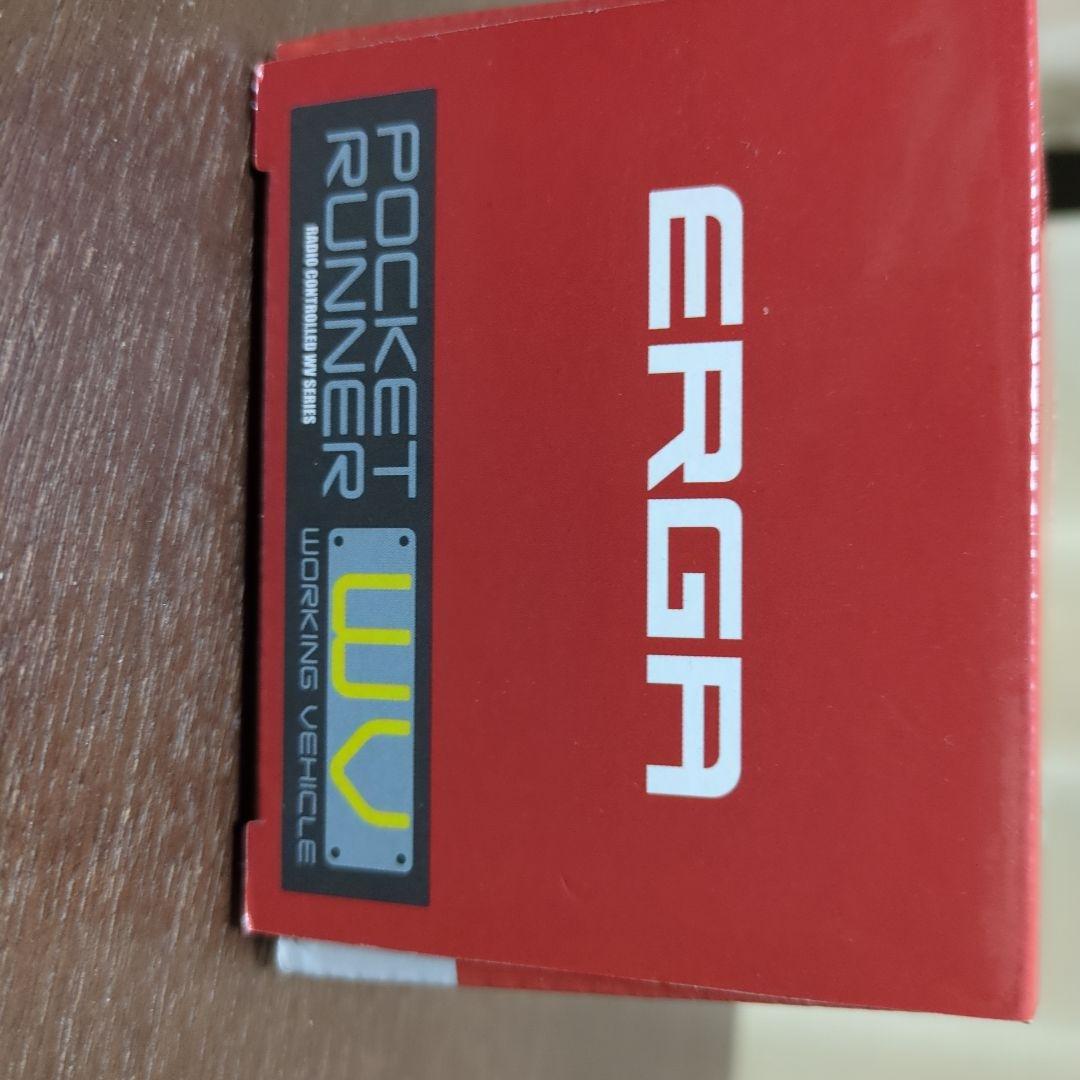 ERGA
POCKET
RUNNER
RADIO CONTROLLED WV SERIES
WV
WORKING VEHICLE